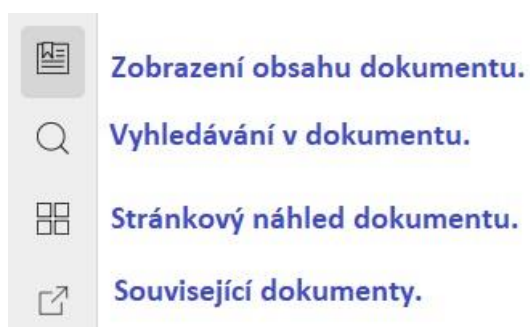 Zobrazení obsahu dokumentu.
Vyhledávání v dokumentu.
Stránkový náhled dokumentu.
Související dokumenty.